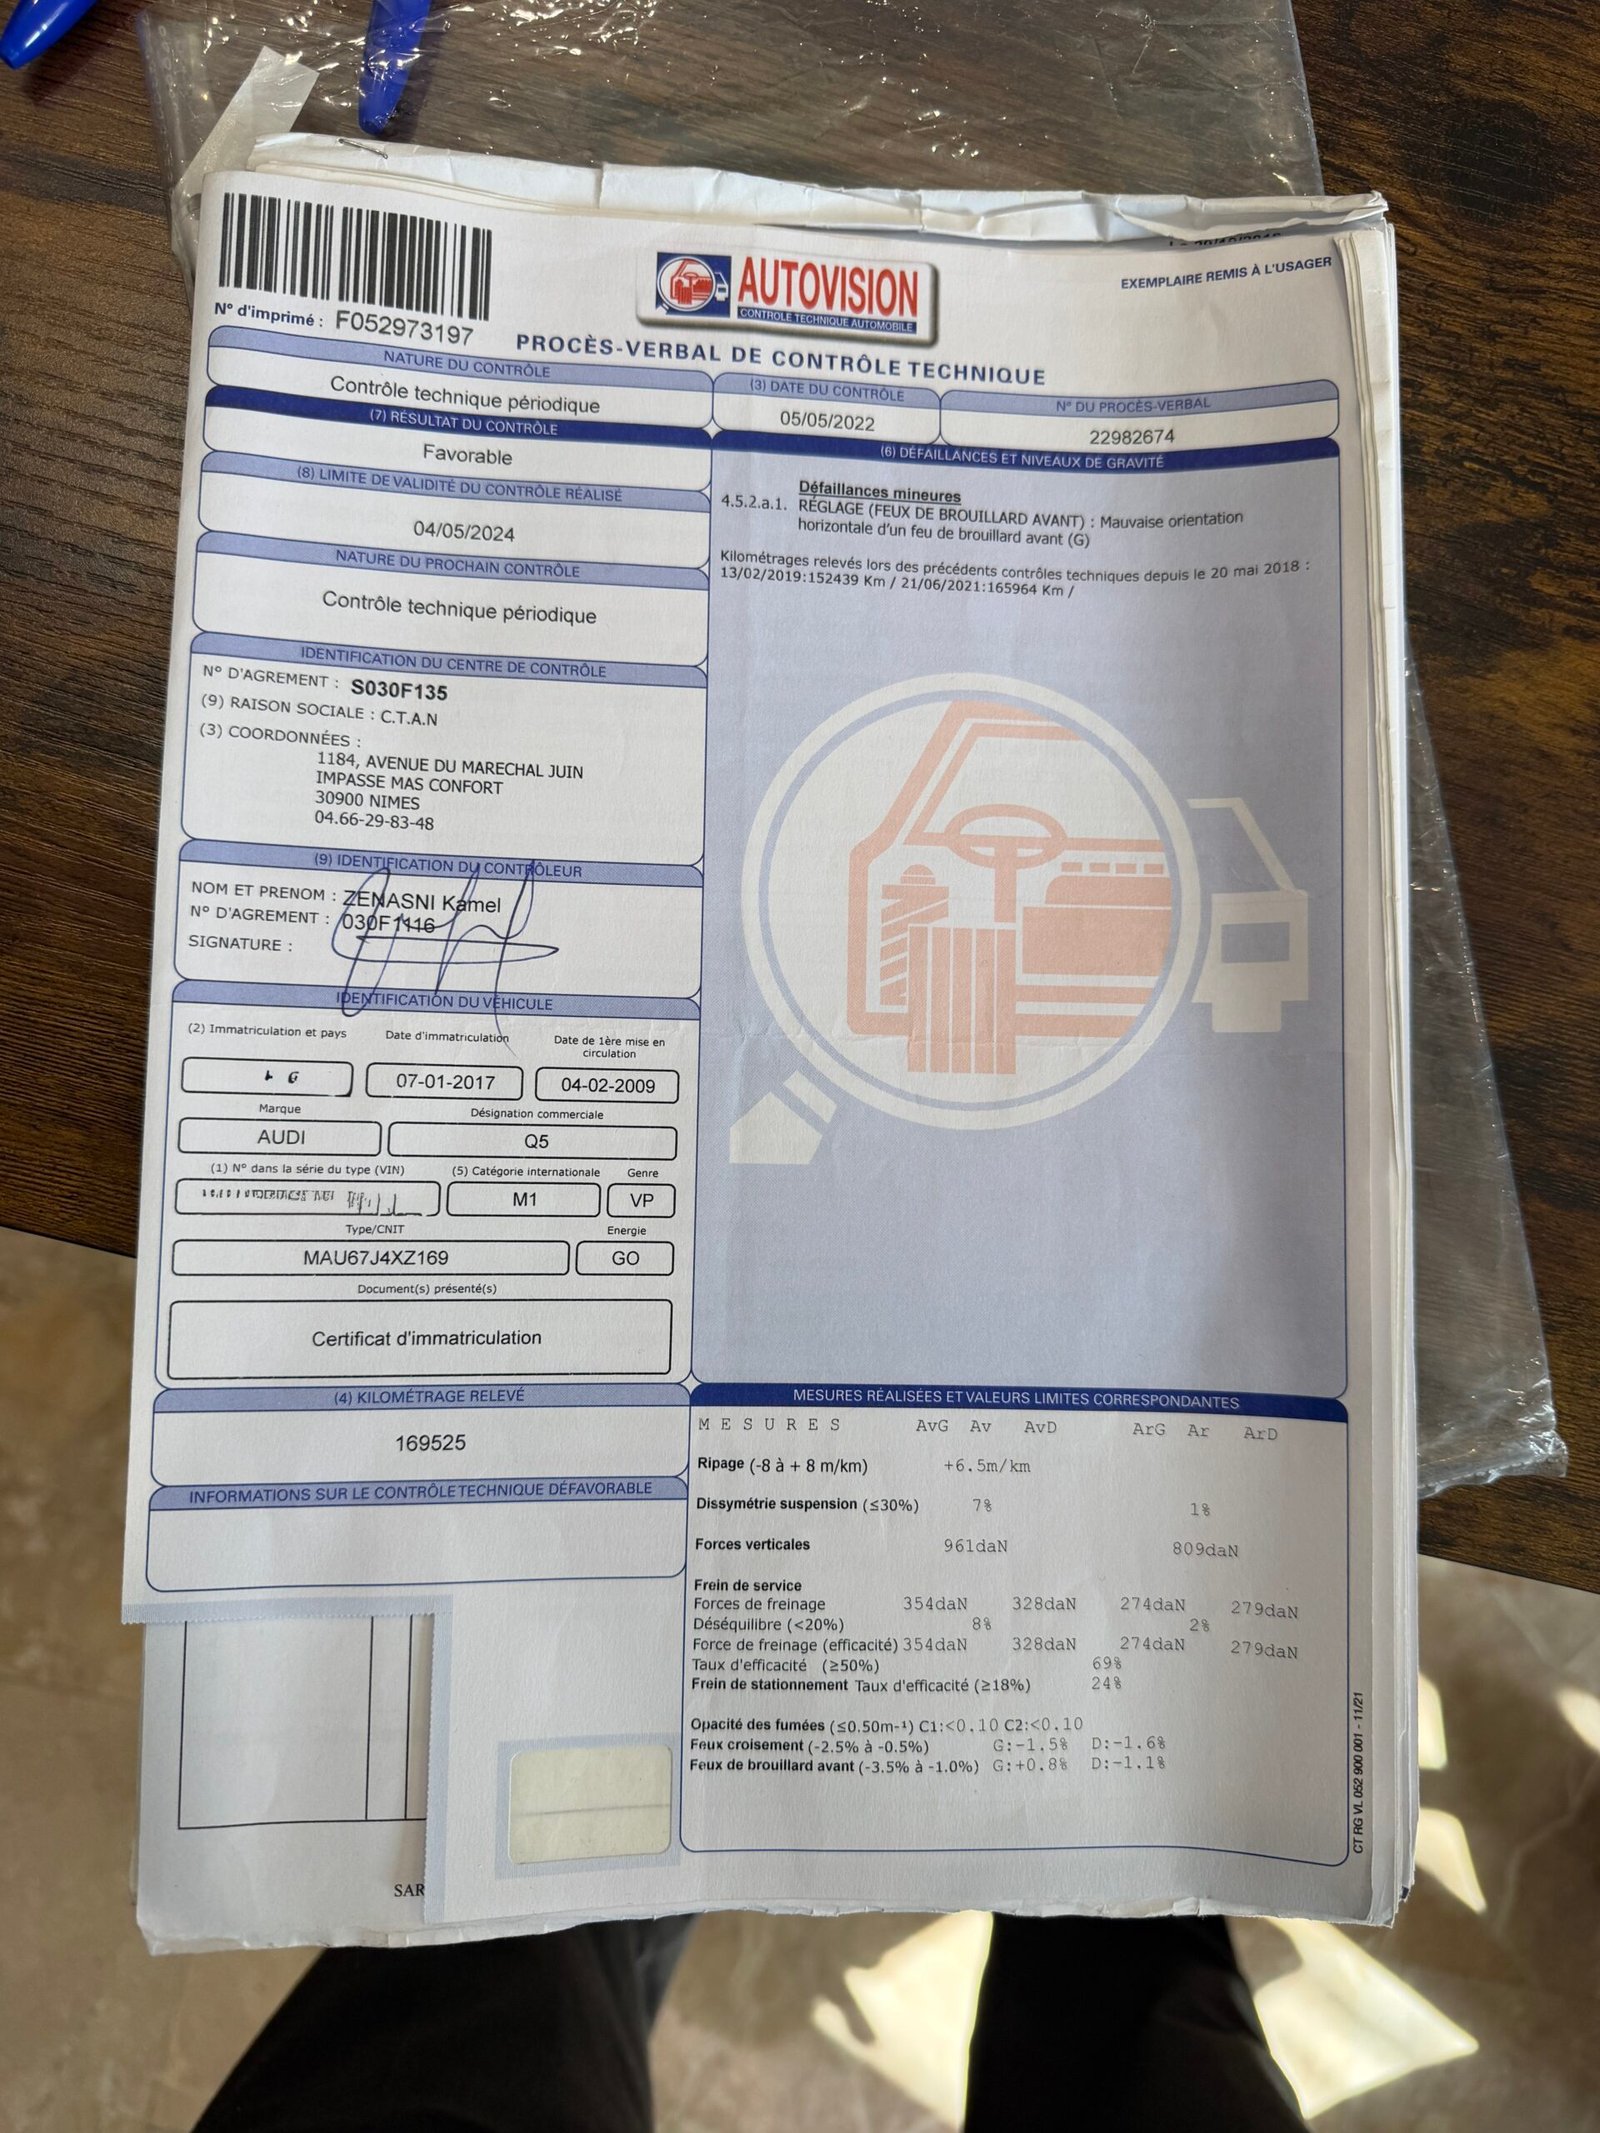 EXEMPLAIRE REMIS À L'USAGER
AUTOVISION
CONTROLE TECHNIQUE AUTOMOBILE
N° d'imprimé : F052973197
PROCÈS-VERBAL DE CONTRÔLE TECHNIQUE
NATURE DU CONTRÔLE
Contrôle technique périodique
(3) DATE DU CONTRÔLE
05/05/2022
N° DU PROCÈS-VERBAL
22982674
(7) RÉSULTAT DU CONTRÔLE
Favorable
(8) LIMITE DE VALIDITÉ DU CONTRÔLE RÉALISÉ
04/05/2024
NATURE DU PROCHAIN CONTRÔLE
Contrôle technique périodique
IDENTIFICATION DU CENTRE DE CONTRÔLE
N° D'AGREMENT : S030F135
(9) RAISON SOCIALE : C.T.A.N
(3) COORDONNÉES :
1184, AVENUE DU MARECHAL JUIN
IMPASSE MAS CONFORT
30900 NIMES
04.66-29-83-48
(9) IDENTIFICATION DU CONTRÔLEUR
NOM ET PRENOM : ZENASNI Kamel
N° D'AGREMENT : 030F1116
SIGNATURE :
IDENTIFICATION DU VÉHICULE
(2) Immatriculation et pays
Date d'immatriculation
07-01-2017
Date de 1ère mise en
circulation
04-02-2009
Marque
AUDI
Désignation commerciale
Q5
(1) N° dans la série du type (VIN)
(5) Catégorie internationale
M1
Genre
VP
Type/CNIT
MAU67J4XZ169
Energie
GO
Document(s) présenté(s)
Certificat d'immatriculation
(4) KILOMÉTRAGE RELEVÉ
169525
INFORMATIONS SUR LE CONTRÔLE TECHNIQUE DÉFAVORABLE
SAR
(6) DÉFAILLANCES ET NIVEAUX DE GRAVITÉ
Défaillances mineures
4.5.2.a.1. RÉGLAGE (FEUX DE BROUILLARD AVANT) : Mauvaise orientation
horizontale d'un feu de brouillard avant (G)
Kilométrages relevés lors des précédents contrôles techniques depuis le 20 mai 2018 :
13/02/2019:152439 Km / 21/06/2021:165964 Km /
MESURES RÉALISÉES ET VALEURS LIMITES CORRESPONDANTES
MESURES AvG Av AvD ArG Ar ArD
Ripage (-8 à + 8 m/km) +6.5m/km
Dissymétrie suspension (≤30%) 7% 1%
Forces verticales 961daN 809daN
Frein de service
Forces de freinage 354daN 328daN 274daN 279daN
Déséquilibre (<20%) 8% 2%
Force de freinage (efficacité) 354daN 328daN 274daN 279daN
Taux d'efficacité (≥50%) 69%
Frein de stationnement Taux d'efficacité (≥18%) 24%
Opacité des fumées (≤0.50m-¹) C1:<0.10 C2:<0.10
Feux croisement (-2.5% à -0.5%) G:-1.5% D:-1.6%
Feux de brouillard avant (-3.5% à -1.0%) G:+0.8% D:-1.1%
CT RG VL 052 900 001 - 11/21